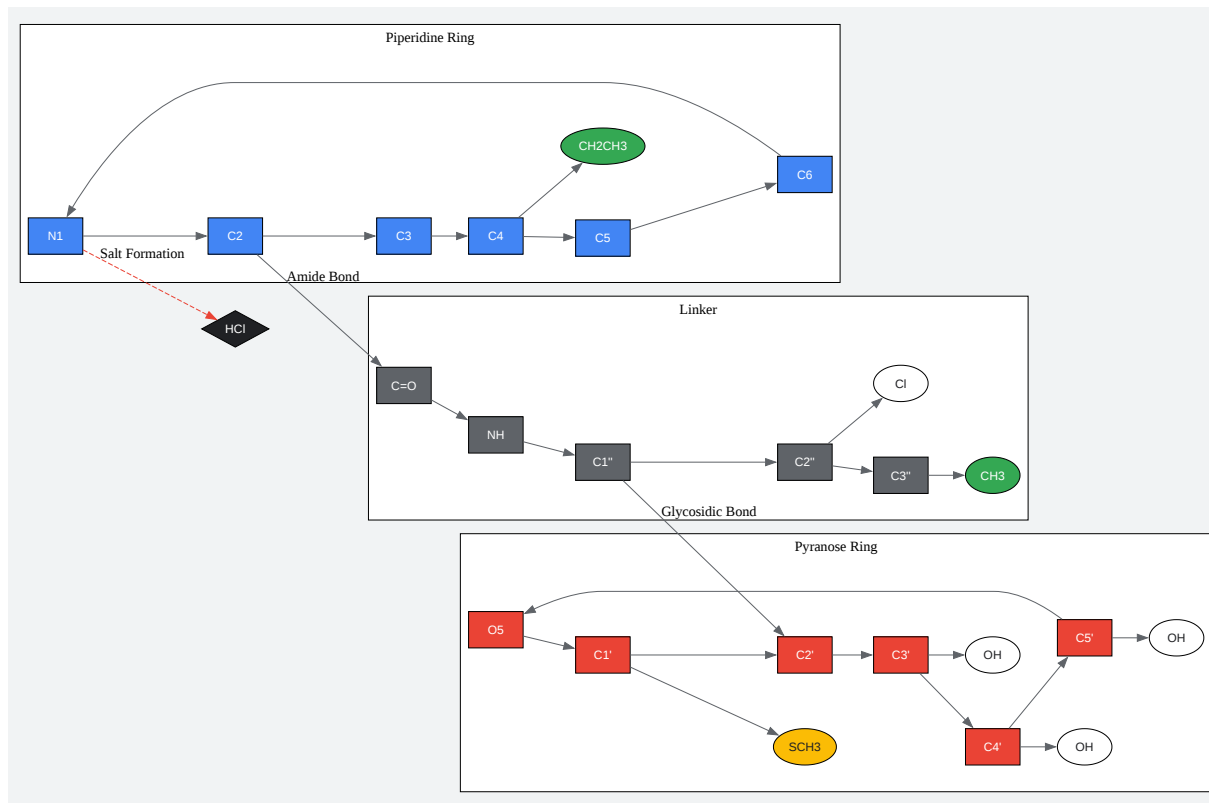 Piperidine Ring
CH2CH3
C6
N1
C2
C3
C4
C5
Salt Formation
Amide Bond
HCl
Linker
C=O
Cl
NH
C1''
C2''
C3''
CH3
Glycosidic Bond
Pyranose Ring
O5
C1'
C2'
C3'
OH
C5'
OH
SCH3
C4'
OH